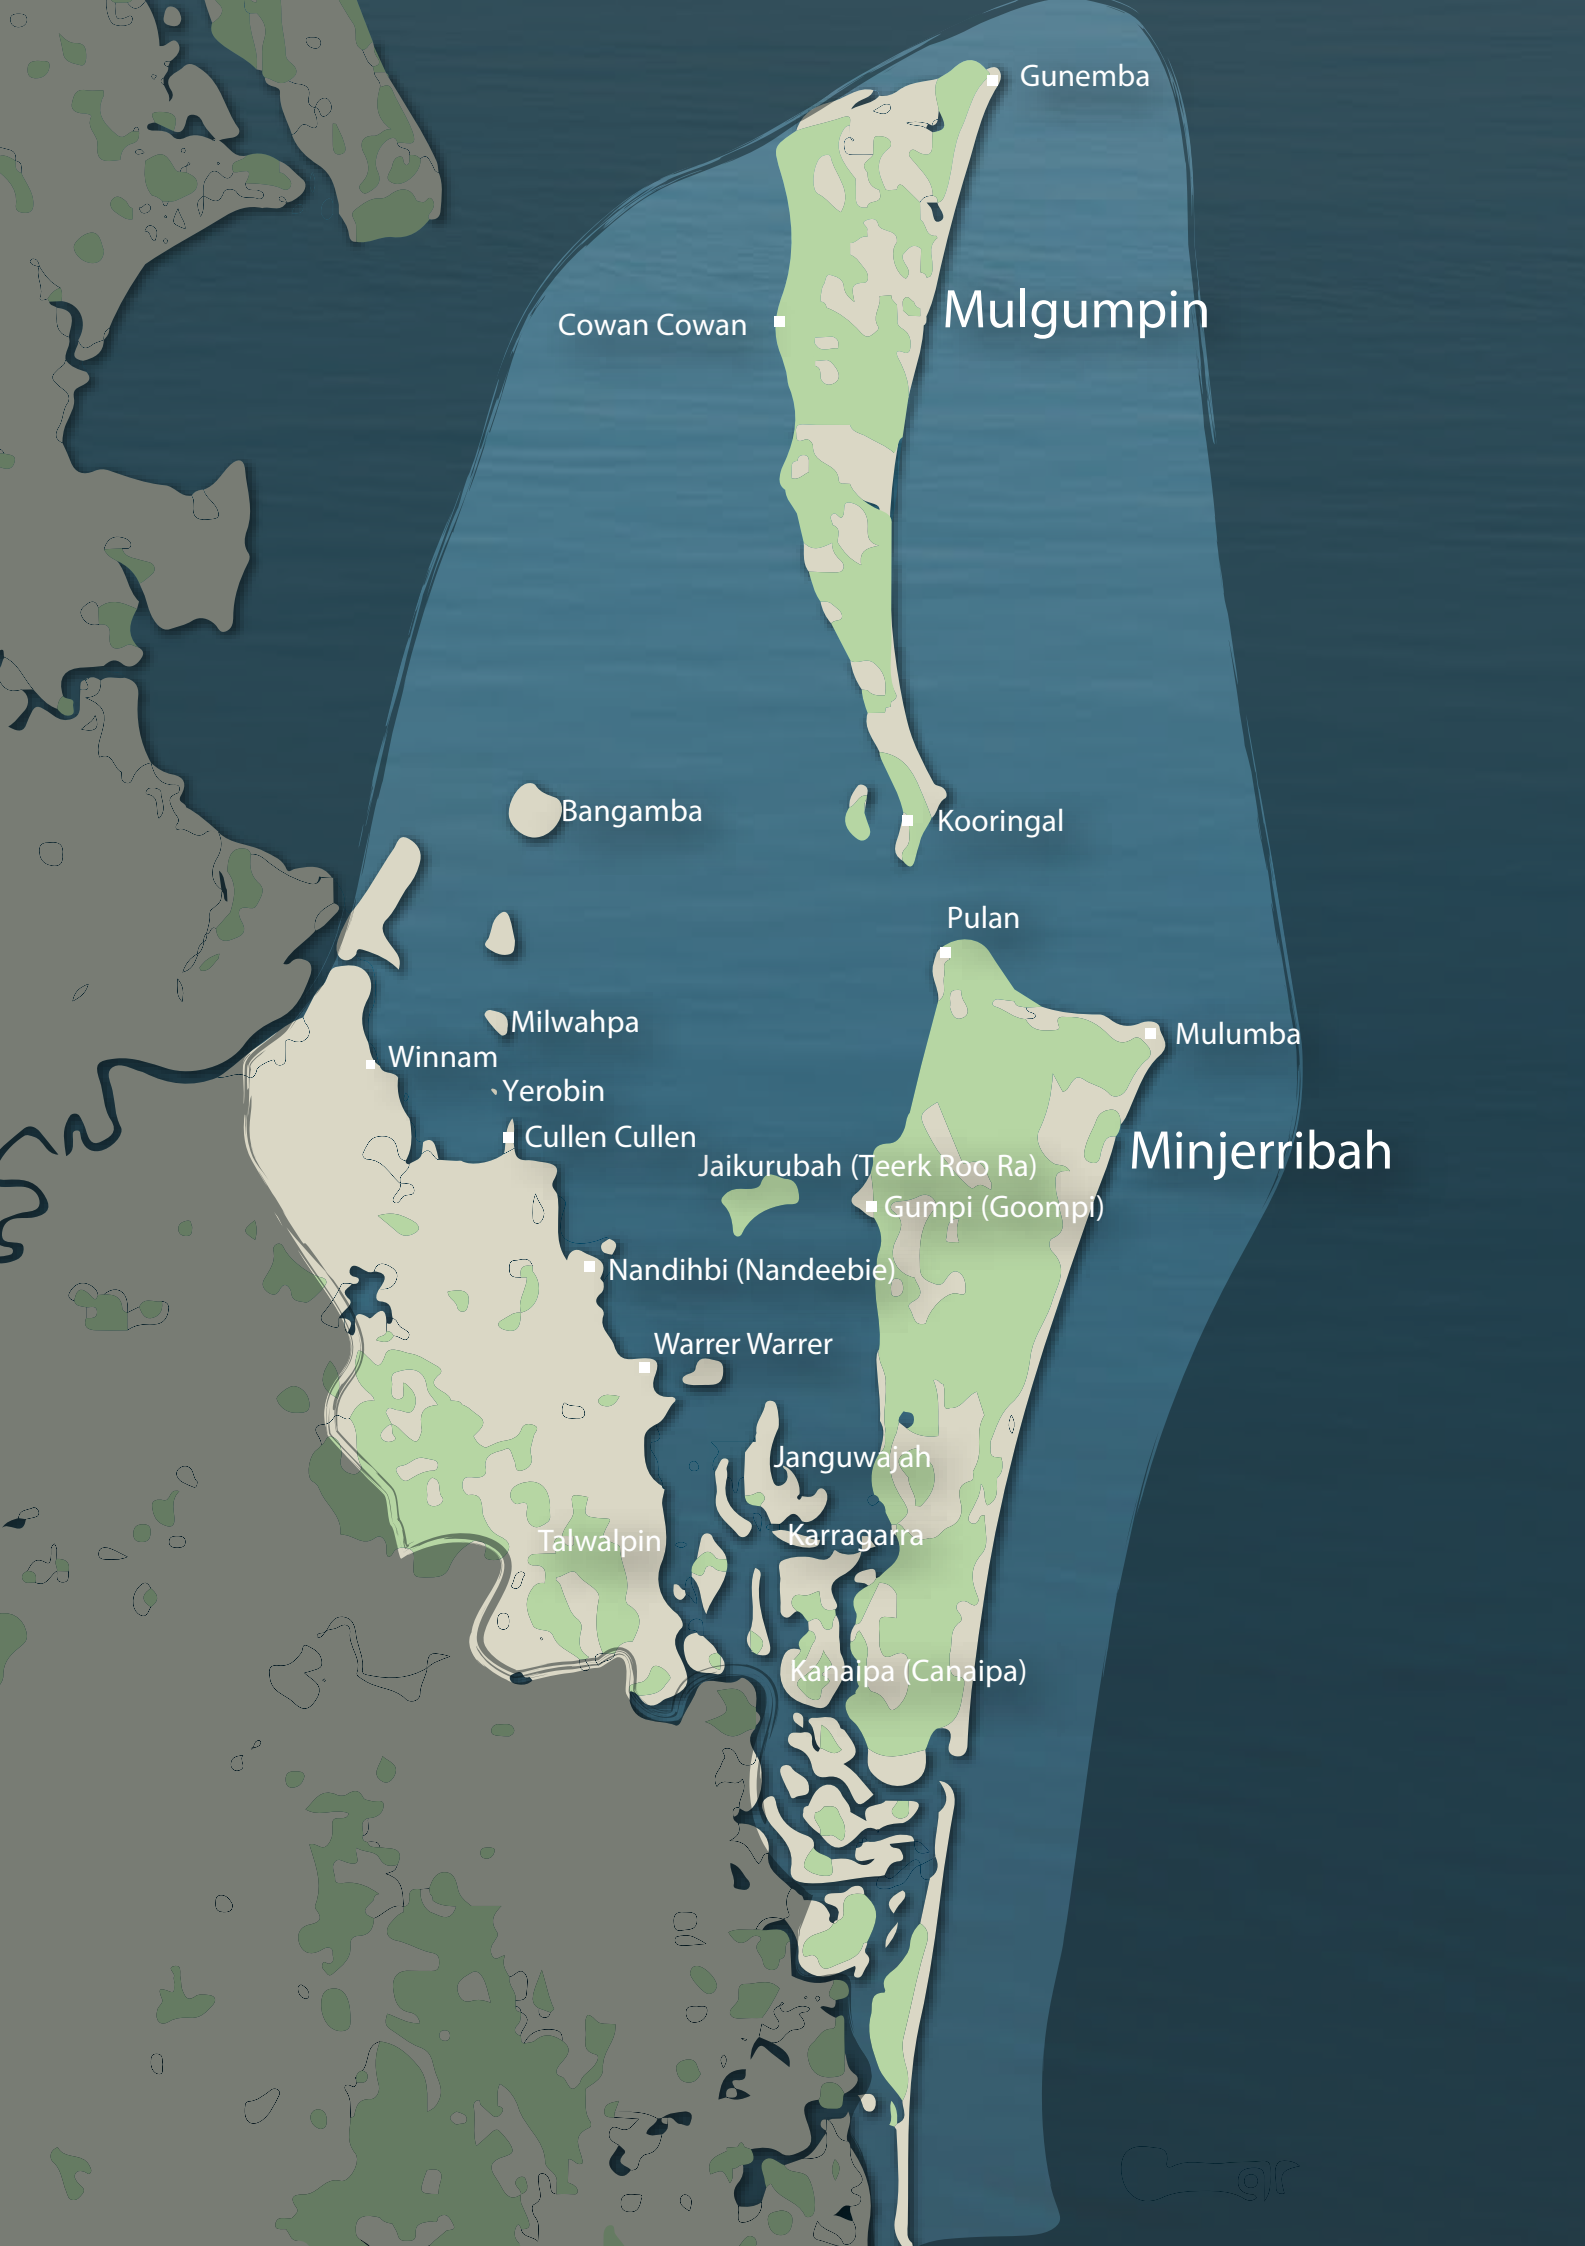 Gunemba
Mulgumpin
Cowan Cowan
Bangamba
Kooringal
Pulan
Milwahpa
Mulumba
Winnam
Yerobin
Cullen Cullen
Minjerribah
Jaikurubah (Teerk Roo Ra)
Gumpi (Goompi)
Nandihbi (Nandeebie)
Warrer Warrer
Janguwajah
Karragarra
Talwalpin
Kanaipa (Canaipa)